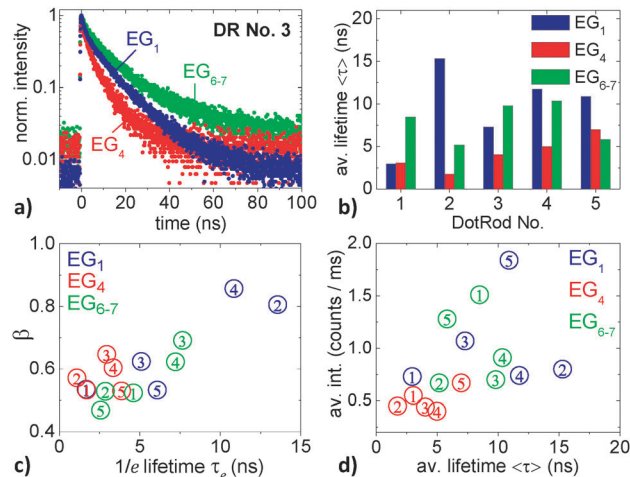 DR No. 3
EG1
EG6-7
EG4
norm. intensity
1
0.1
0.01
0 20 40 60 80 100
time (ns)
a)
EG1
EG4
EG6-7
av. lifetime <τ> (ns)
20
15
10
5
0
1 2 3 4 5
DotRod No.
b)
EG1
EG4
EG6-7
β
1.0
0.8
0.6
0.4
4
2
3
3
3
4
4
2
1
1
5
2
1
5
5
0 5 10 15
1/e lifetime τe (ns)
c)
EG1
EG4
EG6-7
av. int. (counts / ms)
2.0
1.5
1.0
0.5
0.0
5
1
5
3
4
2
1
4
3
2
5
1
2
3
4
0 5 10 15 20
av. lifetime <τ> (ns)
d)